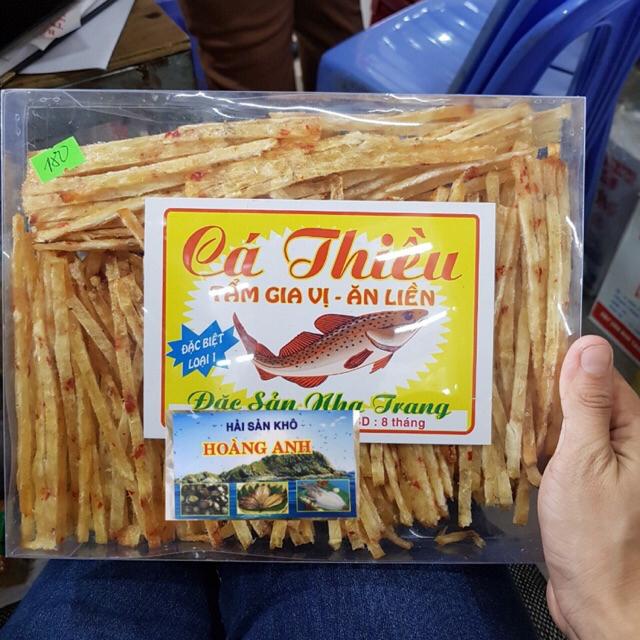 180
Cá Thiều
TẨM GIA VỊ - ĂN LIỀN
ĐẶC BIỆT
LOẠI 1
Đặc Sản Nha Trang
SD : 8 tháng
HẢI SẢN KHÔ
HOÀNG ANH